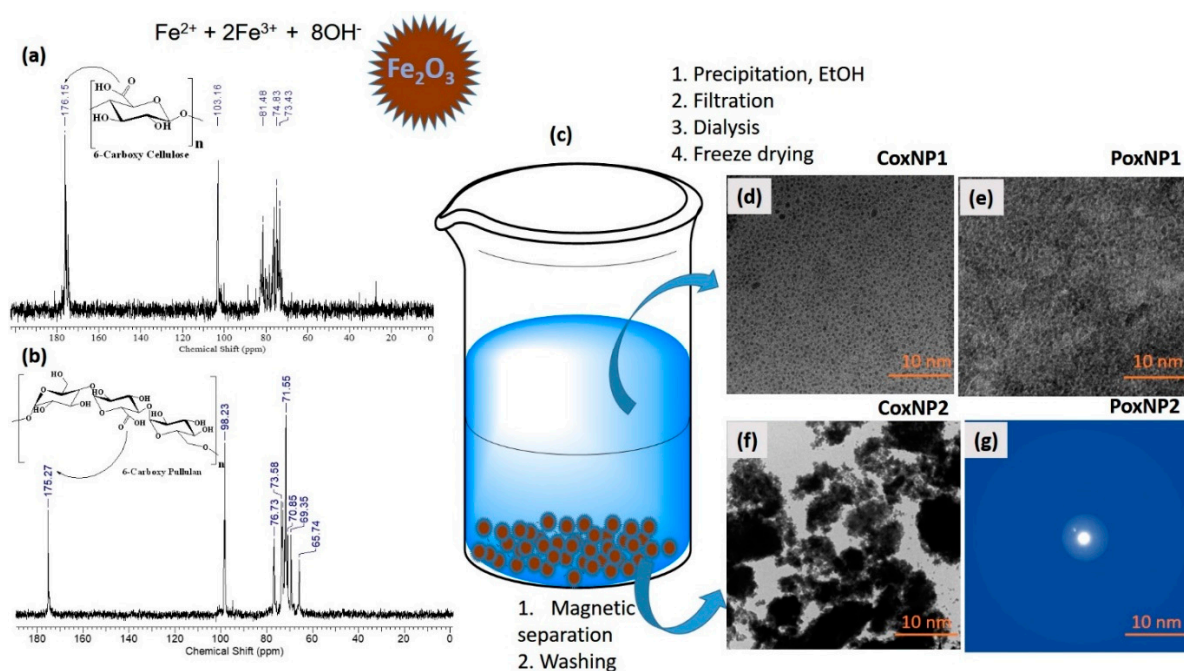 Fe²⁺ + 2Fe³⁺ + 8OH⁻
Fe₂O₃
(a)
176.15
103.16
81.48
74.83
73.43
HO
O
O
HO
OH
O
n
6-Carboxy Cellulose
180 160 140 120 100 80 60 40 20 0
Chemical Shift (ppm)
(b)
175.27
98.23
76.73
73.58
71.55
70.85
69.35
65.74
6-Carboxy Pullulan
n
180 160 140 120 100 80 60 40 20 0
Chemical Shift (ppm)
(c)
1. Precipitation, EtOH
2. Filtration
3. Dialysis
4. Freeze drying
1. Magnetic
separation
2. Washing
CoxNP1
(d)
10 nm
PoxNP1
(e)
10 nm
CoxNP2
(f)
10 nm
PoxNP2
(g)
10 nm